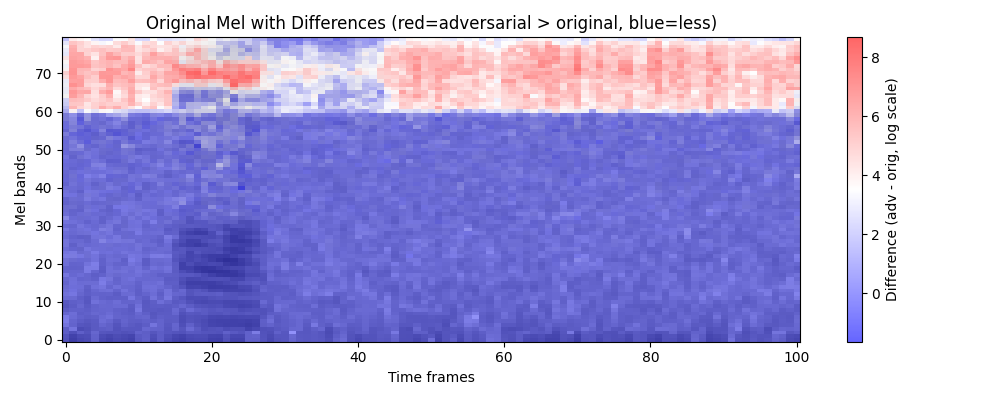 Original Mel with Differences (red=adversarial > original, blue=less)
Mel bands
70
60
50
40
30
20
10
0
0 20 40 60 80 100
Time frames
8
6
4
2
0
Difference (adv - orig, log scale)